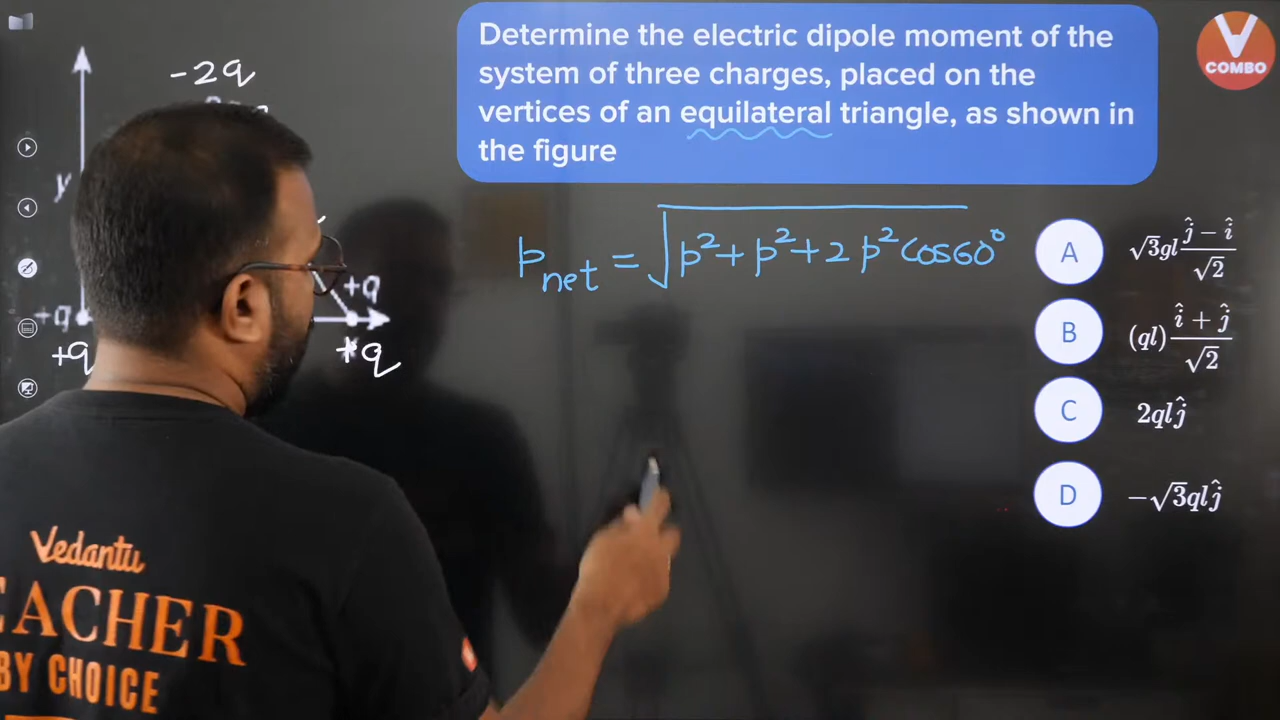 Determine the electric dipole moment of the
system of three charges, placed on the
vertices of an equilateral triangle, as shown in
the figure
V
COMBO
-2q
y
+q
+q
+q
+q
p_net = √(p² + p² + 2p² cos60°)
A √3gl (ĵ − î)/√2
B (ql) (î + ĵ)/√2
C 2qlĵ
D −√3qlĵ
Vedantu
EACHER
BY CHOICE